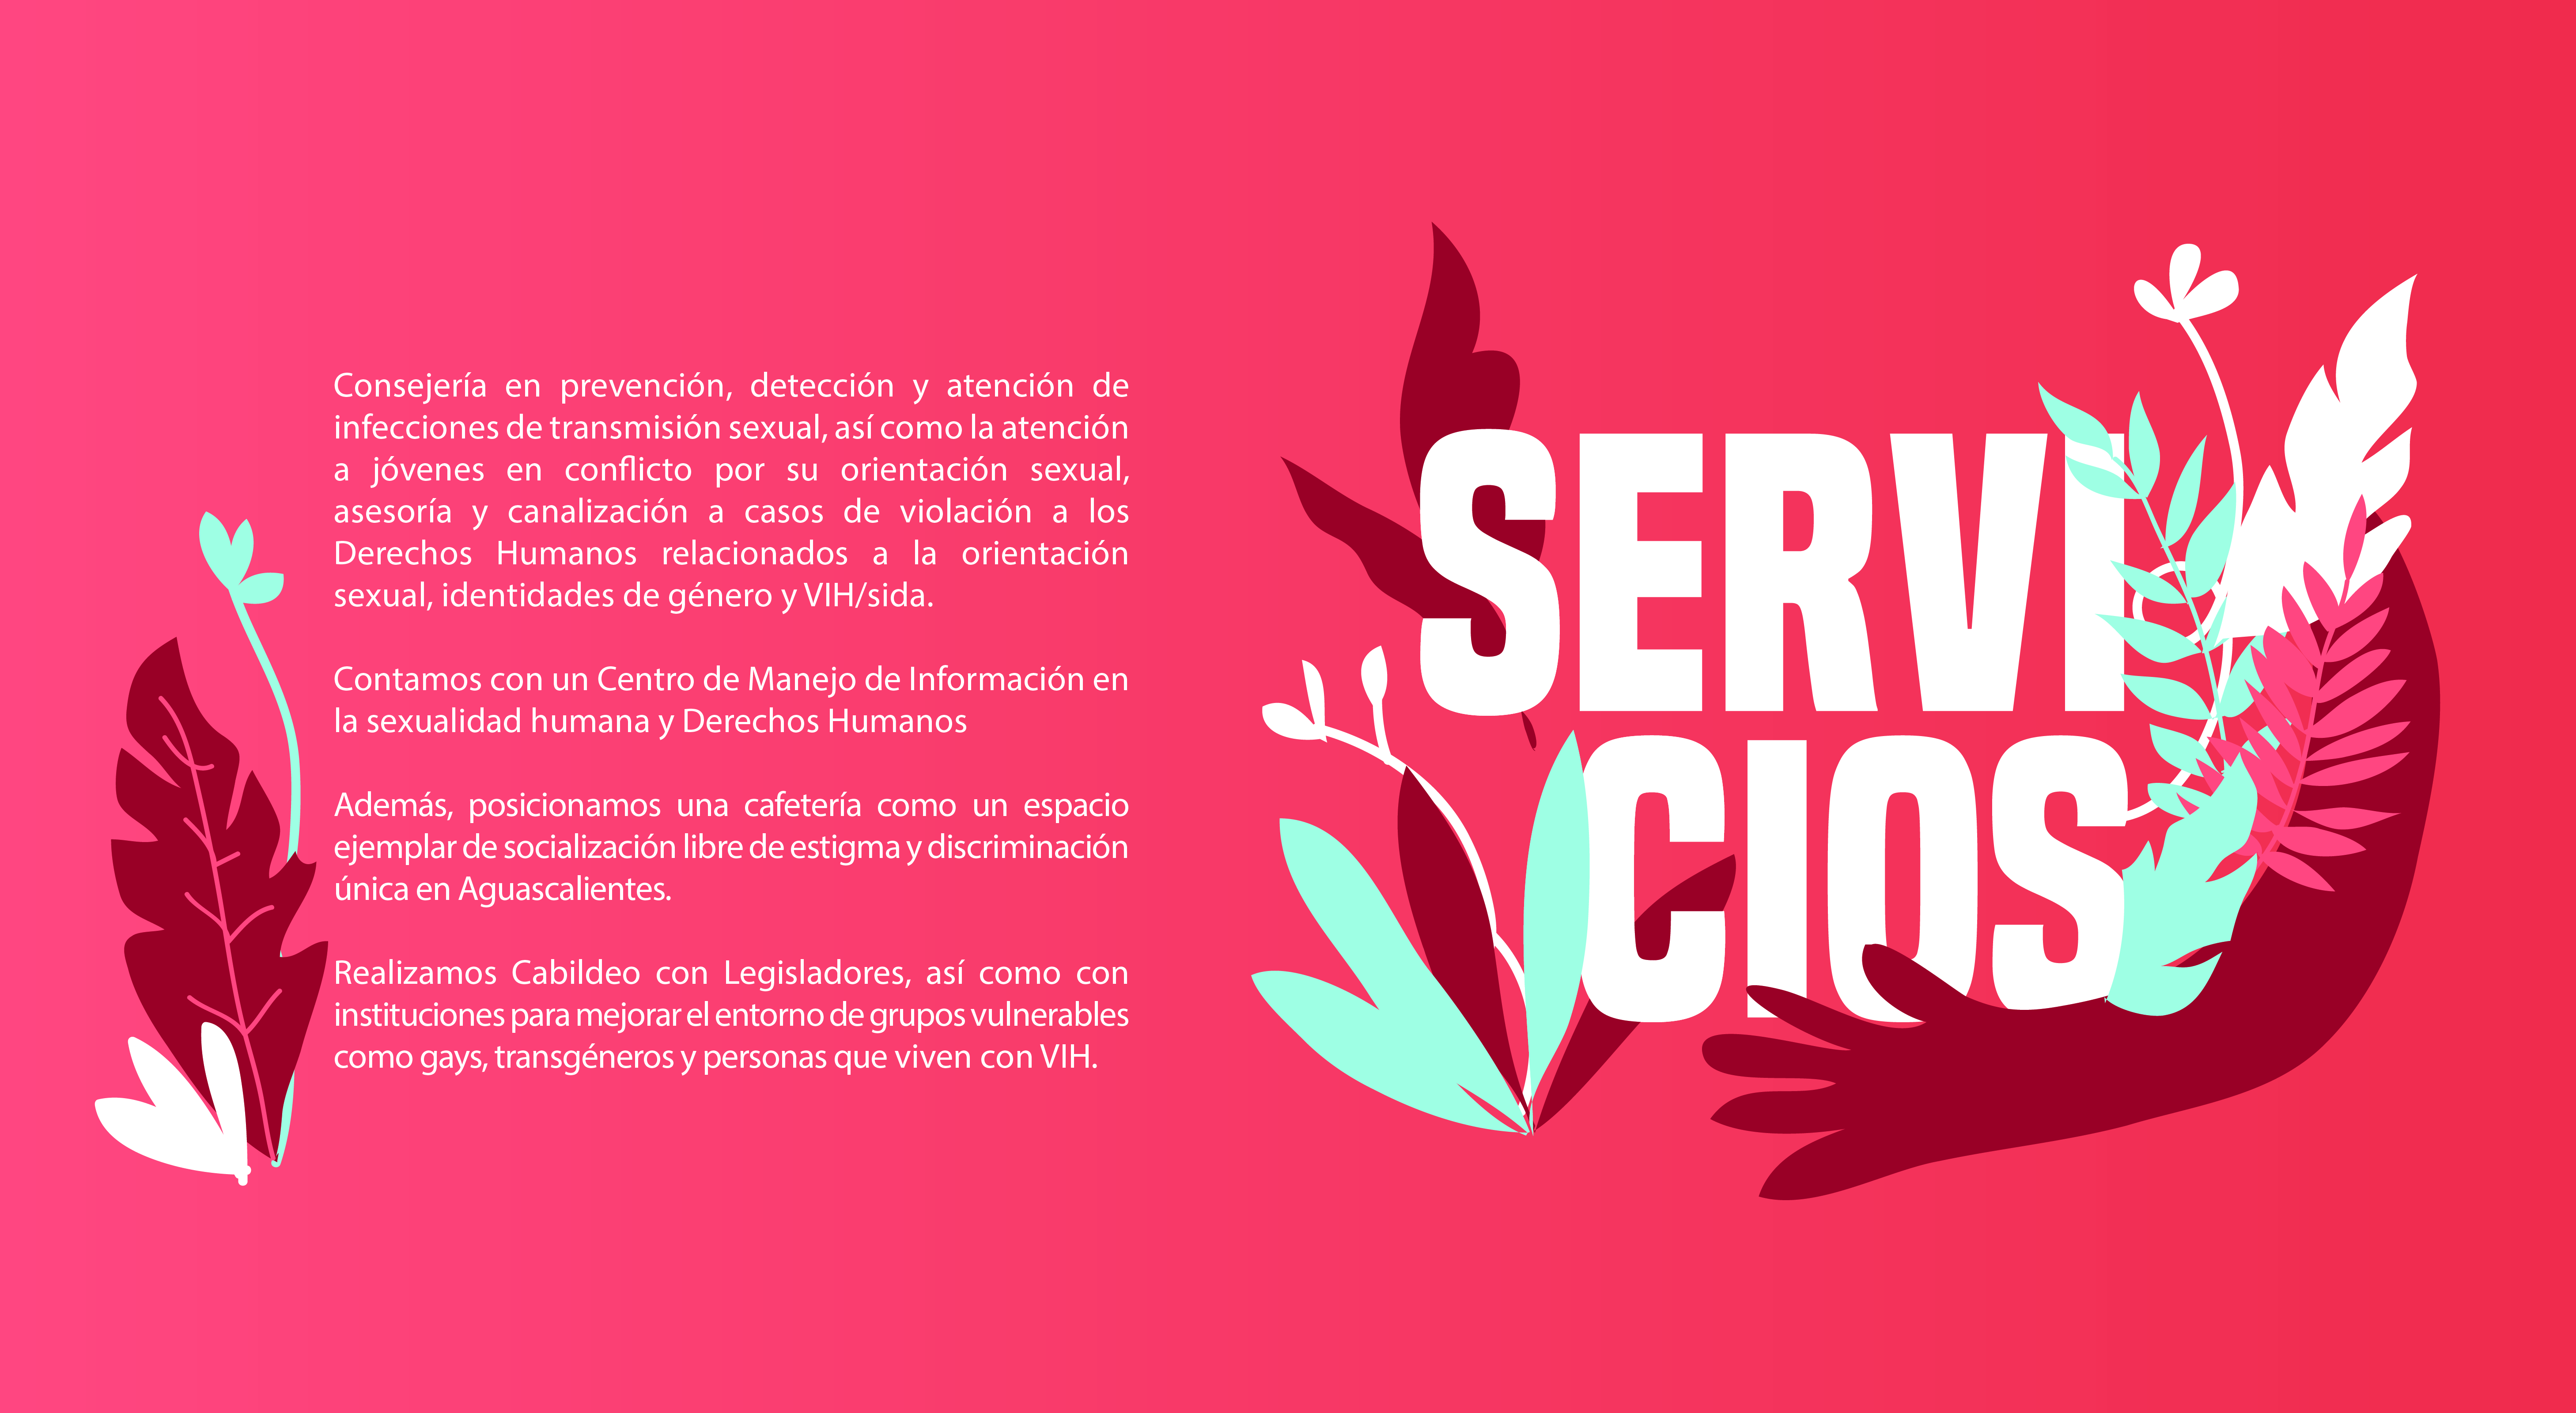 Consejería en prevención, detección y atención de
infecciones de transmisión sexual, así como la atención
a jóvenes en conflicto por su orientación sexual,
asesoría y canalización a casos de violación a los
Derechos Humanos relacionados a la orientación
sexual, identidades de género y VIH/sida.
Contamos con un Centro de Manejo de Información en
la sexualidad humana y Derechos Humanos
Además, posicionamos una cafetería como un espacio
ejemplar de socialización libre de estigma y discriminación
única en Aguascalientes.
Realizamos Cabildeo con Legisladores, así como con
instituciones para mejorar el entorno de grupos vulnerables
como gays, transgéneros y personas que viven con VIH.
SERVI
CIOS